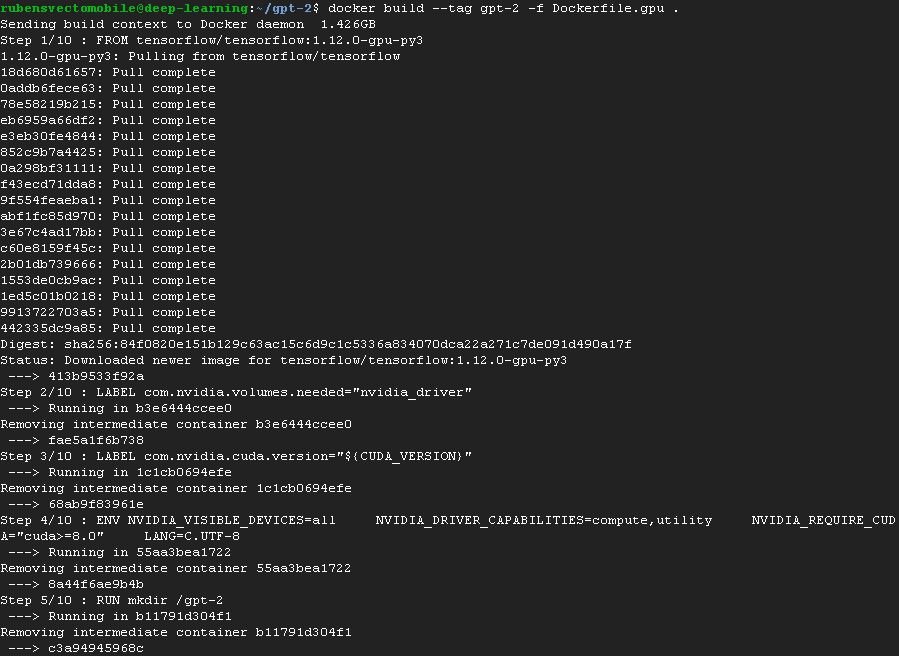 rubensvectomobile@deep-learning:~/gpt-2$ docker build --tag gpt-2 -f Dockerfile.gpu .
Sending build context to Docker daemon  1.426GB
Step 1/10 : FROM tensorflow/tensorflow:1.12.0-gpu-py3
1.12.0-gpu-py3: Pulling from tensorflow/tensorflow
18d680d61657: Pull complete
0addb6fece63: Pull complete
78e58219b215: Pull complete
eb6959a66df2: Pull complete
e3eb30fe4844: Pull complete
852c9b7a4425: Pull complete
0a298bf31111: Pull complete
f43ecd71dda8: Pull complete
9f554feaeba1: Pull complete
abf1fc85d970: Pull complete
3e67c4ad17bb: Pull complete
c60e8159f45c: Pull complete
2b01db739666: Pull complete
1553de0cb9ac: Pull complete
1ed5c01b0218: Pull complete
9913722703a5: Pull complete
442335dc9a85: Pull complete
Digest: sha256:84f0820e151b129c63ac15c6d9c1c5336a834070dca22a271c7de091d490a17f
Status: Downloaded newer image for tensorflow/tensorflow:1.12.0-gpu-py3
 ---> 413b9533f92a
Step 2/10 : LABEL com.nvidia.volumes.needed="nvidia_driver"
 ---> Running in b3e6444ccee0
Removing intermediate container b3e6444ccee0
 ---> fae5a1f6b738
Step 3/10 : LABEL com.nvidia.cuda.version="${CUDA_VERSION}"
 ---> Running in 1c1cb0694efe
Removing intermediate container 1c1cb0694efe
 ---> 68ab9f83961e
Step 4/10 : ENV NVIDIA_VISIBLE_DEVICES=all     NVIDIA_DRIVER_CAPABILITIES=compute,utility     NVIDIA_REQUIRE_CUD
A="cuda>=8.0"     LANG=C.UTF-8
 ---> Running in 55aa3bea1722
Removing intermediate container 55aa3bea1722
 ---> 8a44f6ae9b4b
Step 5/10 : RUN mkdir /gpt-2
 ---> Running in b11791d304f1
Removing intermediate container b11791d304f1
 ---> c3a94945968c